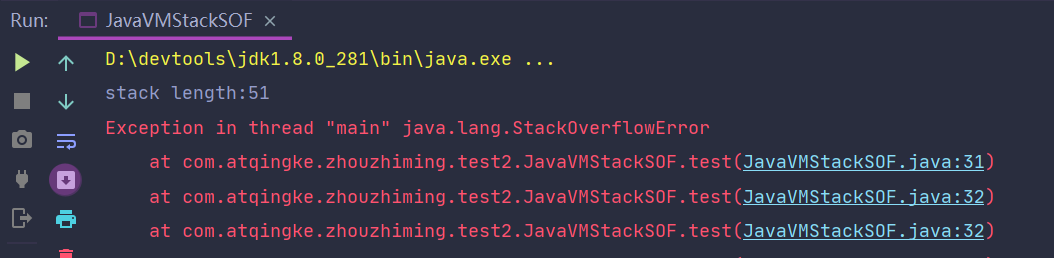 Run: JavaVMStackSOF ×
D:\devtools\jdk1.8.0_281\bin\java.exe ...
stack length:51
Exception in thread "main" java.lang.StackOverflowError
    at com.atqingke.zhouzhiming.test2.JavaVMStackSOF.test(JavaVMStackSOF.java:31)
    at com.atqingke.zhouzhiming.test2.JavaVMStackSOF.test(JavaVMStackSOF.java:32)
    at com.atqingke.zhouzhiming.test2.JavaVMStackSOF.test(JavaVMStackSOF.java:32)